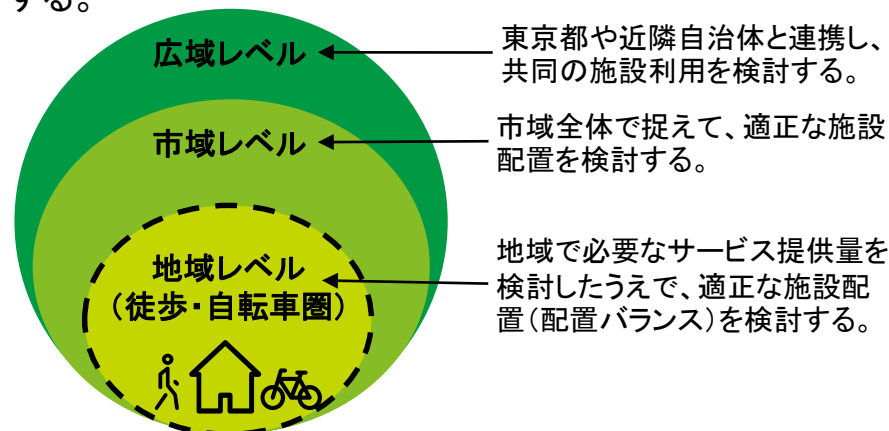 する。
広域レベル
東京都や近隣自治体と連携し、
共同の施設利用を検討する。
市域レベル
市域全体で捉えて、適正な施設
配置を検討する。
地域レベル
（徒歩・自転車圏）
地域で必要なサービス提供量を
検討したうえで、適正な施設配
置（配置バランス）を検討する。